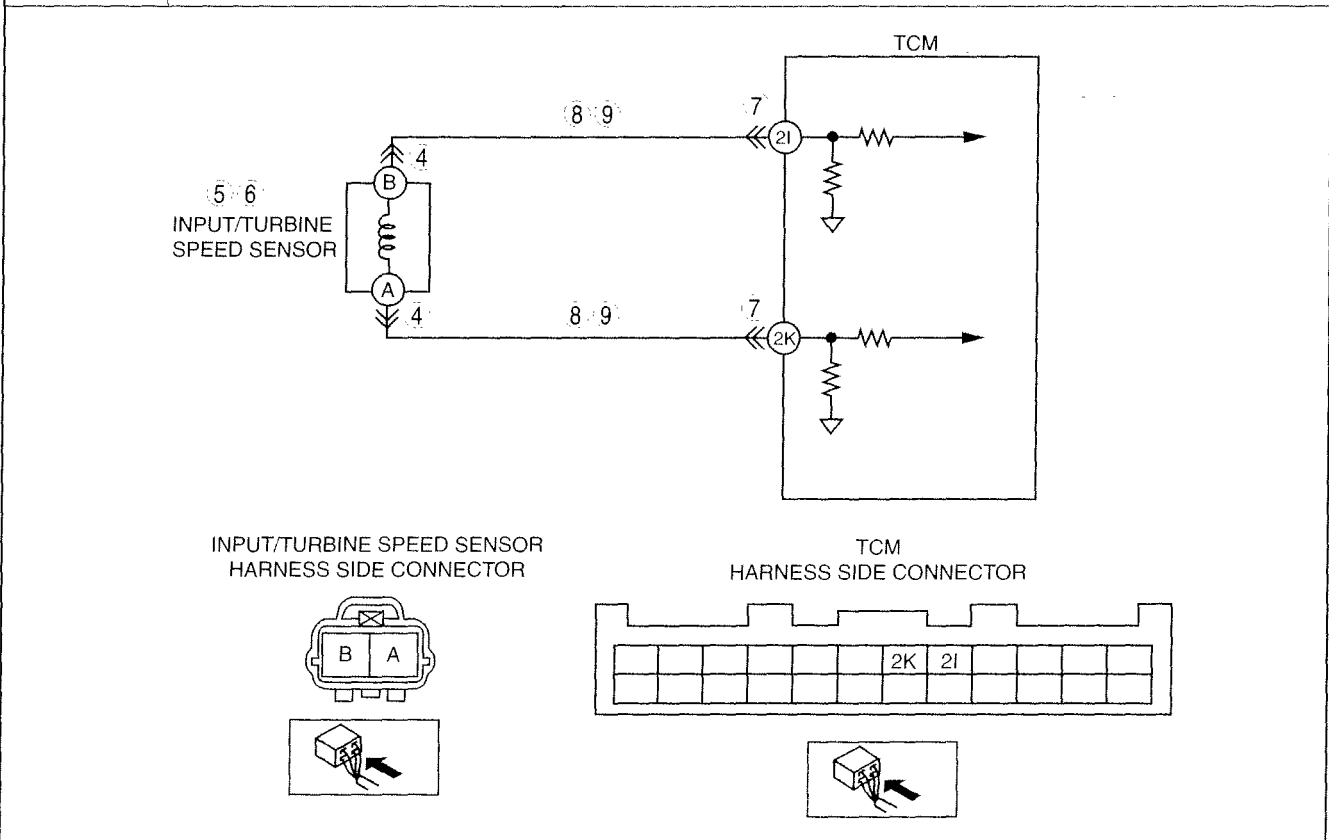 TCM
8 9
7
2I
4
B
5 6
INPUT/TURBINE
SPEED SENSOR
A
4
8 9
7
2K
INPUT/TURBINE SPEED SENSOR
HARNESS SIDE CONNECTOR
TCM
HARNESS SIDE CONNECTOR
B A
2K 2I